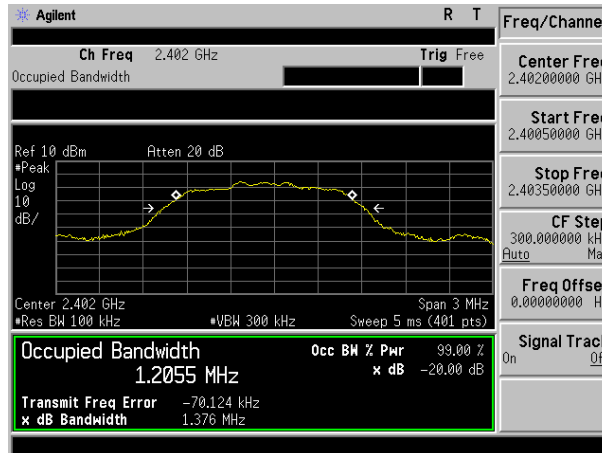 Agilent R T
Freq/Channe
Ch Freq 2.402 GHz Trig Free
Occupied Bandwidth
Center Fre
2.40200000 GH
Start Fre
2.40050000 GH
Stop Fre
2.40350000 GH
CF Ste
300.000000 kH
Auto Ma
Freq Offse
0.00000000 H
Signal Trac
On Of
Ref 10 dBm Atten 20 dB
#Peak
Log
10
dB/
Center 2.402 GHz Span 3 MHz
#Res BW 100 kHz #VBW 300 kHz Sweep 5 ms (401 pts)
Occupied Bandwidth Occ BW % Pwr 99.00 %
1.2055 MHz x dB -20.00 dB
Transmit Freq Error -70.124 kHz
x dB Bandwidth 1.376 MHz